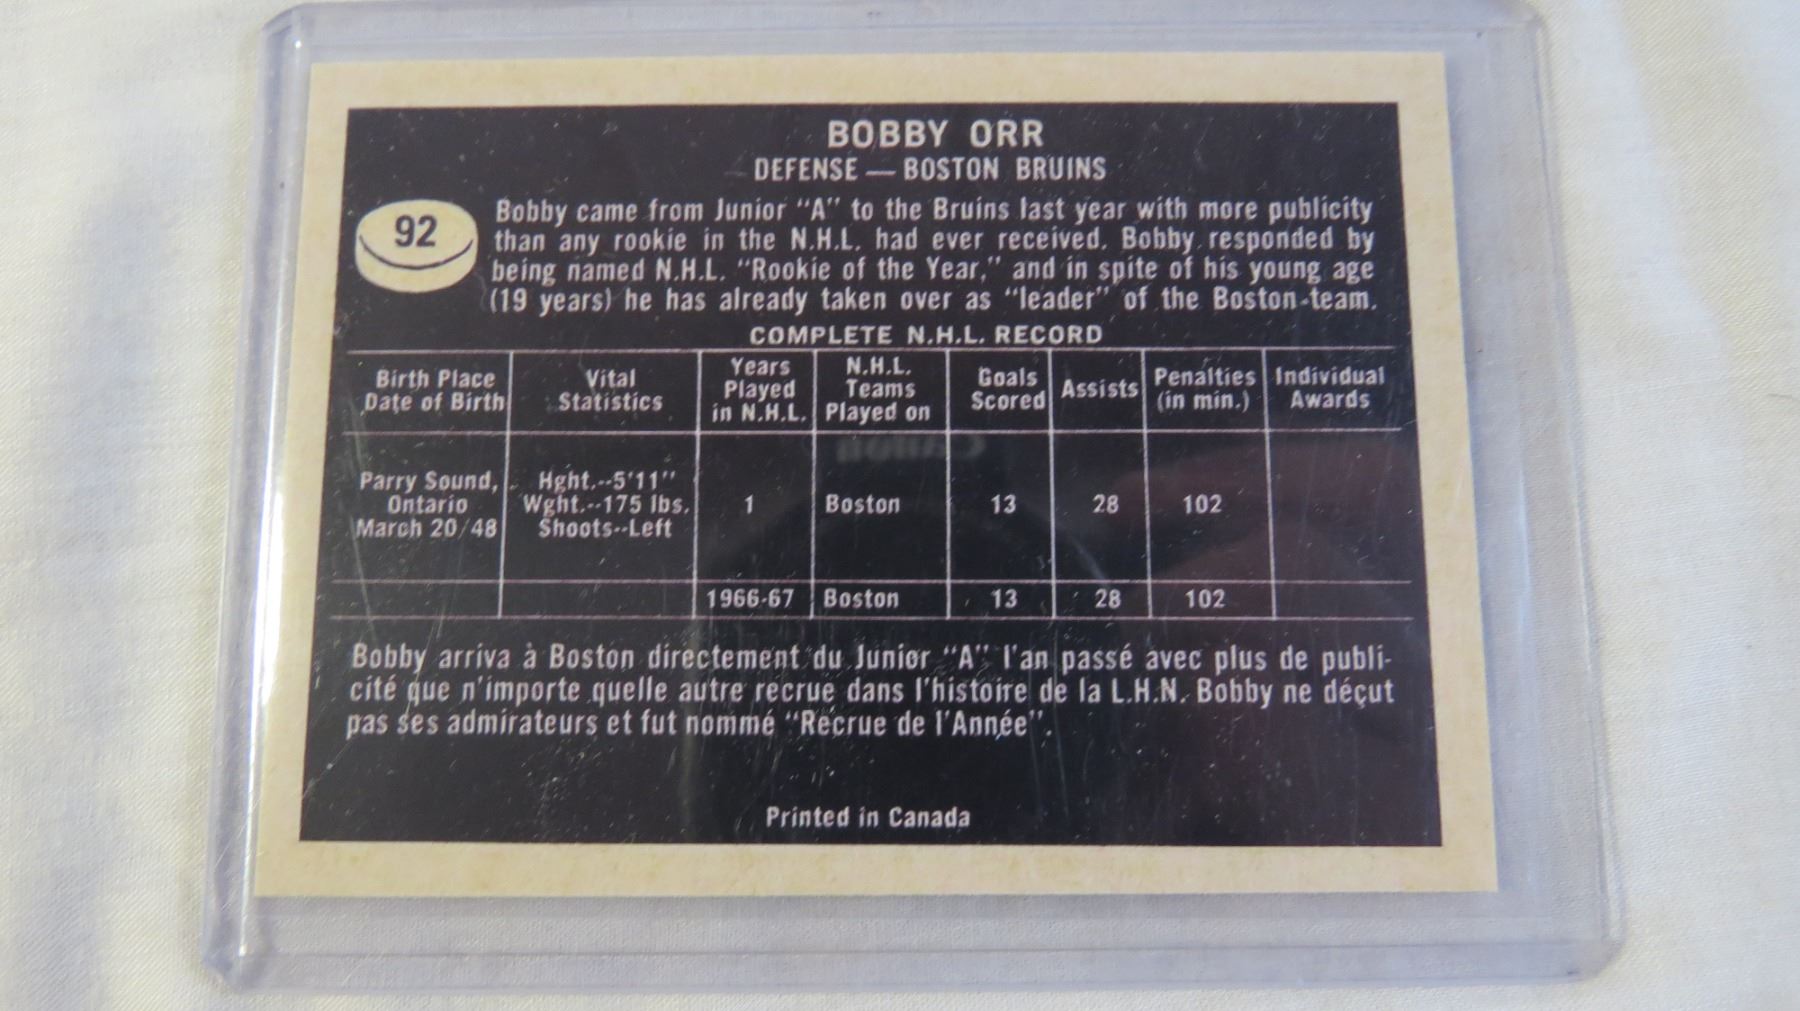 BOBBY ORR
DEFENSE — BOSTON BRUINS
92
Bobby came from Junior "A" to the Bruins last year with more publicity
than any rookie in the N.H.L. had ever received. Bobby responded by
being named N.H.L. "Rookie of the Year," and in spite of his young age
(19 years) he has already taken over as "leader" of the Boston team.
COMPLETE N.H.L. RECORD
Birth Place
Date of Birth
Vital
Statistics
Years
Played
in N.H.L.
N.H.L.
Teams
Played on
Goals
Scored
Assists
Penalties
(in min.)
Individual
Awards
Parry Sound,
Ontario
March 20/48
Hght.--5'11"
Wght.--175 lbs.
Shoots--Left
1
Boston
13
28
102
1966-67 Boston 13 28 102
Bobby arriva à Boston directement du Junior "A" l'an passé avec plus de publi-
cité que n'importe quelle autre recrue dans l'histoire de la L.H.N. Bobby ne déçut
pas ses admirateurs et fut nommé "Recrue de l'Année".
Printed in Canada